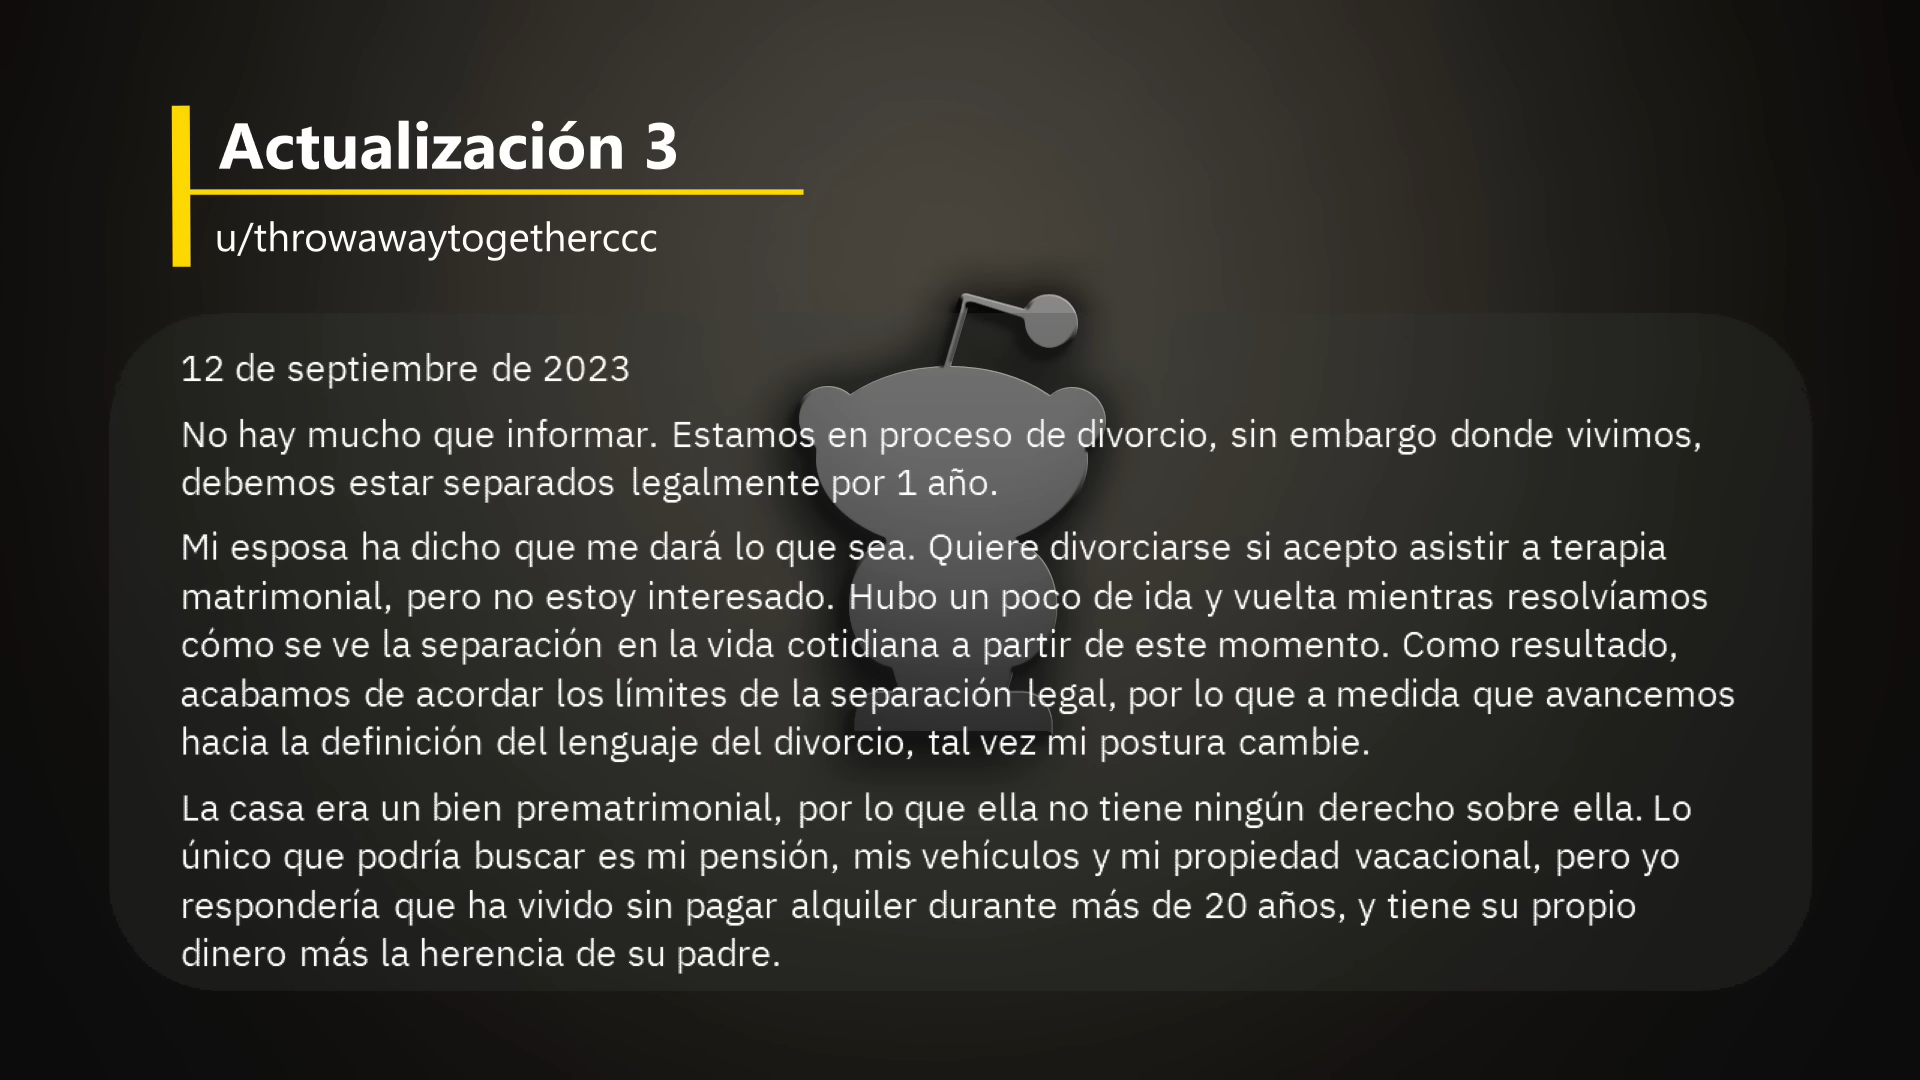 Actualización 3
u/throwawaytogetherccc
12 de septiembre de 2023
No hay mucho que informar. Estamos en proceso de divorcio, sin embargo donde vivimos,
debemos estar separados legalmente por 1 año.
Mi esposa ha dicho que me dará lo que sea. Quiere divorciarse si acepto asistir a terapia
matrimonial, pero no estoy interesado. Hubo un poco de ida y vuelta mientras resolvíamos
cómo se ve la separación en la vida cotidiana a partir de este momento. Como resultado,
acabamos de acordar los límites de la separación legal, por lo que a medida que avancemos
hacia la definición del lenguaje del divorcio, tal vez mi postura cambie.
La casa era un bien prematrimonial, por lo que ella no tiene ningún derecho sobre ella. Lo
único que podría buscar es mi pensión, mis vehículos y mi propiedad vacacional, pero yo
respondería que ha vivido sin pagar alquiler durante más de 20 años, y tiene su propio
dinero más la herencia de su padre.